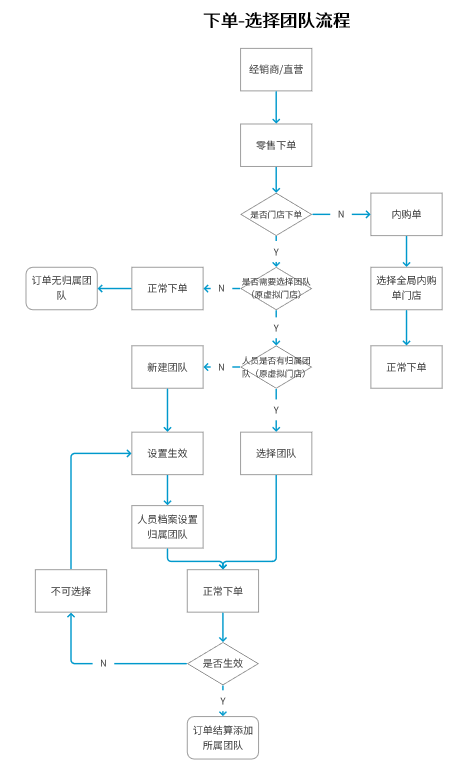 下单-选择团队流程
经销商/直营
零售下单
是否门店下单
N
内购单
Y
订单无归属团
队
正常下单
N
是否需要选择团队
（原虚拟门店）
选择全局内购
单门店
Y
新建团队
N
人员是否有归属团
队（原虚拟门店）
正常下单
Y
设置生效
选择团队
人员档案设置
归属团队
不可选择
正常下单
N
是否生效
Y
订单结算添加
所属团队